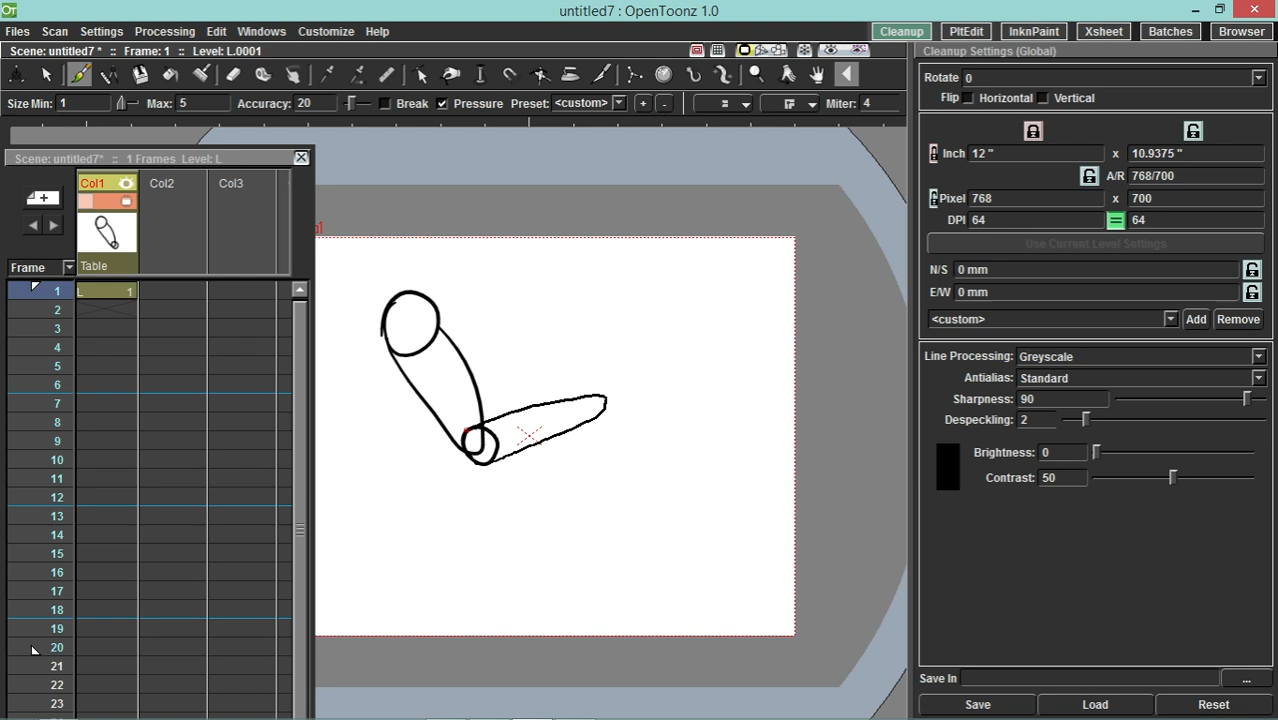 untitled7 : OpenToonz 1.0
Files Scan Settings Processing Edit Windows Customize Help
Cleanup PltEdit InknPaint Xsheet Batches Browser
Scene: untitled7 * :: Frame: 1 :: Level: L.0001
Size Min: 1 Max: 5 Accuracy: 20 Break Pressure Preset: <custom> + - Miter: 4
Scene: untitled7* :: 1 Frames Level: L
Col1 Col2 Col3
Table
Frame
1 L 1
2
3
4
5
6
7
8
9
10
11
12
13
14
15
16
17
18
19
20
21
22
23
Cleanup Settings (Global)
Rotate 0
Flip Horizontal Vertical
Inch 12 " x 10.9375 "
A/R 768/700
Pixel 768 x 700
DPI 64 = 64
Use Current Level Settings
N/S 0 mm
E/W 0 mm
<custom> Add Remove
Line Processing: Greyscale
Antialias: Standard
Sharpness: 90
Despeckling: 2
Brightness: 0
Contrast: 50
Save In ...
Save Load Reset